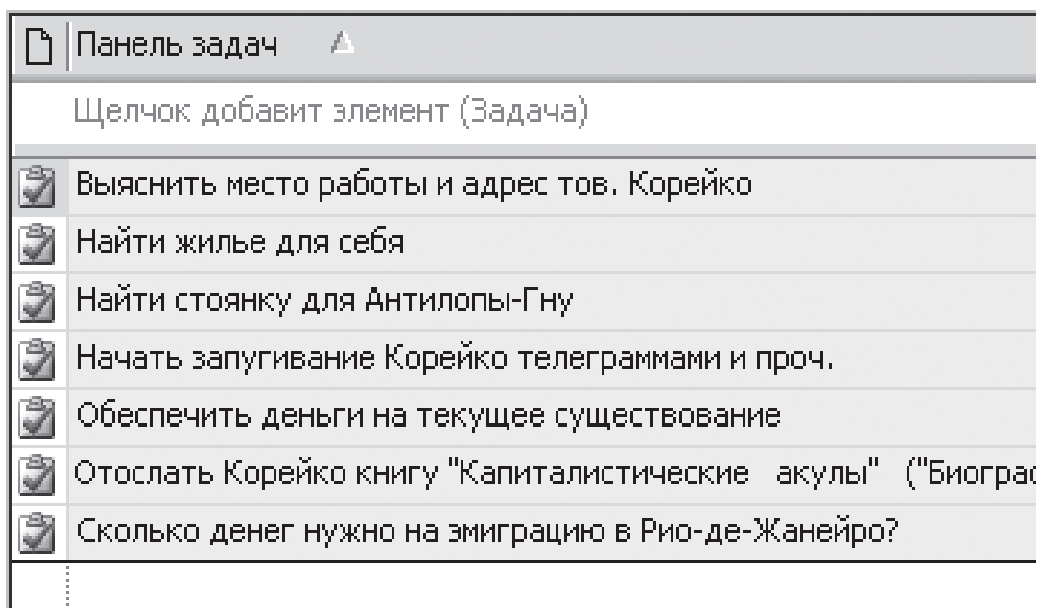 Панель задач
Щелчок добавит элемент (Задача)
Выяснить место работы и адрес тов. Корейко
Найти жилье для себя
Найти стоянку для Антилопы-Гну
Начать запугивание Корейко телеграммами и проч.
Обеспечить деньги на текущее существование
Отослать Корейко книгу "Капиталистические акулы" ("Биограф
Сколько денег нужно на эмиграцию в Рио-де-Жанейро?